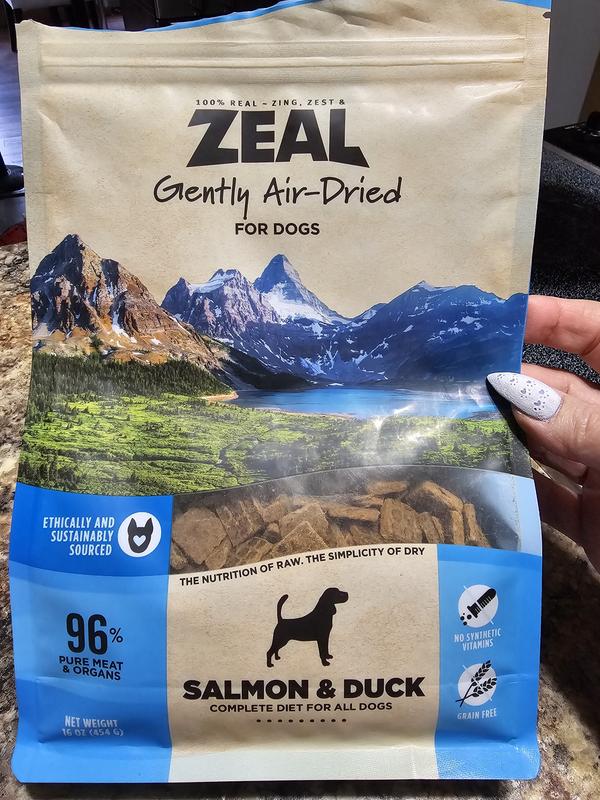 100% REAL ~ ZING, ZEST &
ZEAL
Gently Air-Dried
FOR DOGS
ETHICALLY AND
SUSTAINABLY
SOURCED
THE NUTRITION OF RAW. THE SIMPLICITY OF DRY
96%
PURE MEAT
& ORGANS
NET WEIGHT
16 OZ (454 G)
SALMON & DUCK
COMPLETE DIET FOR ALL DOGS
NO SYNTHETIC
VITAMINS
GRAIN FREE